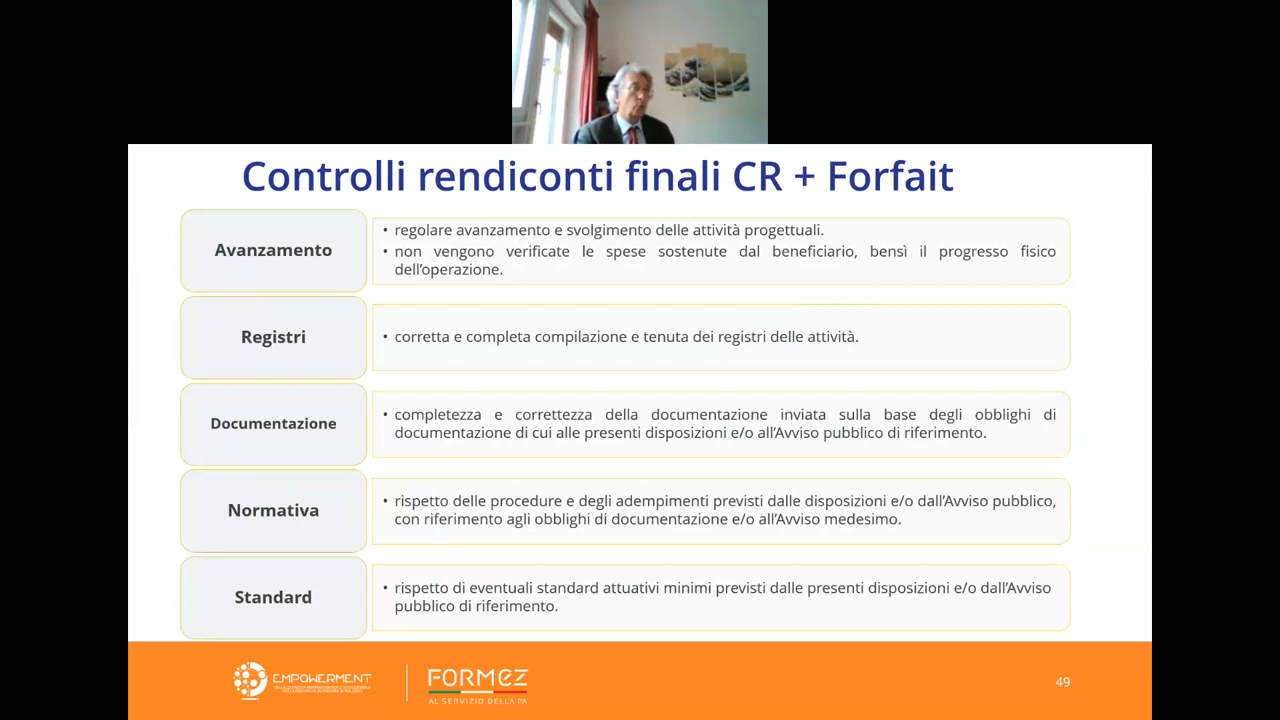 Controlli rendiconti finali CR + Forfait
Avanzamento
• regolare avanzamento e svolgimento delle attività progettuali.
• non vengono verificate le spese sostenute dal beneficiario, bensì il progresso fisico
dell'operazione.
Registri
• corretta e completa compilazione e tenuta dei registri delle attività.
Documentazione
• completezza e correttezza della documentazione inviata sulla base degli obblighi di
documentazione di cui alle presenti disposizioni e/o all'Avviso pubblico di riferimento.
Normativa
• rispetto delle procedure e degli adempimenti previsti dalle disposizioni e/o dall'Avviso pubblico,
con riferimento agli obblighi di documentazione e/o all'Avviso medesimo.
Standard
• rispetto di eventuali standard attuativi minimi previsti dalle presenti disposizioni e/o dall'Avviso
pubblico di riferimento.
EMPOWERMENT
FORMEZ
AL SERVIZIO DELLA PA
49